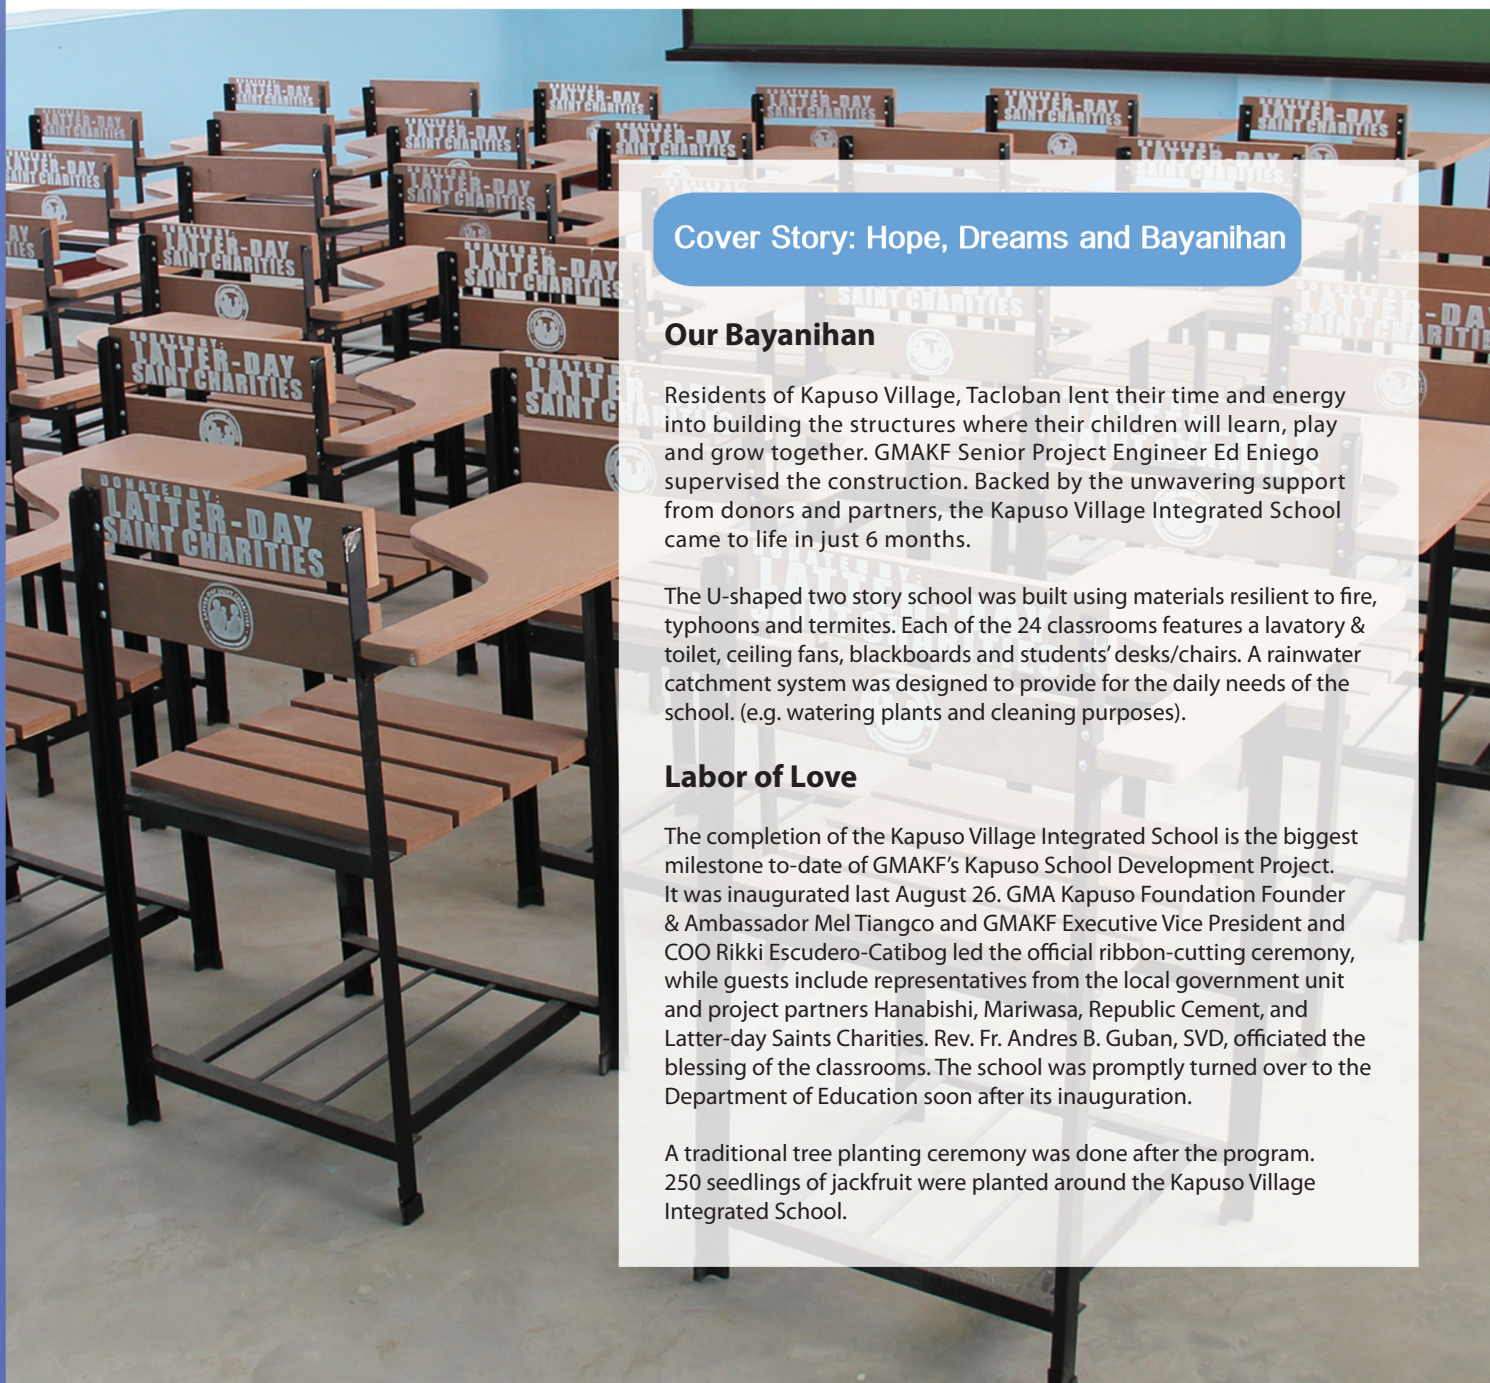 Cover Story: Hope, Dreams and Bayanihan
Our Bayanihan
Residents of Kapuso Village, Tacloban lent their time and energy
into building the structures where their children will learn, play
and grow together. GMAKF Senior Project Engineer Ed Eniego
supervised the construction. Backed by the unwavering support
from donors and partners, the Kapuso Village Integrated School
came to life in just 6 months.
The U-shaped two story school was built using materials resilient to fire,
typhoons and termites. Each of the 24 classrooms features a lavatory &
toilet, ceiling fans, blackboards and students’ desks/chairs. A rainwater
catchment system was designed to provide for the daily needs of the
school. (e.g. watering plants and cleaning purposes).
Labor of Love
The completion of the Kapuso Village Integrated School is the biggest
milestone to-date of GMAKF’s Kapuso School Development Project.
It was inaugurated last August 26. GMA Kapuso Foundation Founder
& Ambassador Mel Tiangco and GMAKF Executive Vice President and
COO Rikki Escudero-Catibog led the official ribbon-cutting ceremony,
while guests include representatives from the local government unit
and project partners Hanabishi, Mariwasa, Republic Cement, and
Latter-day Saints Charities. Rev. Fr. Andres B. Guban, SVD, officiated the
blessing of the classrooms. The school was promptly turned over to the
Department of Education soon after its inauguration.
A traditional tree planting ceremony was done after the program.
250 seedlings of jackfruit were planted around the Kapuso Village
Integrated School.
DONATED BY:
LATTER-DAY
SAINT CHARITIES